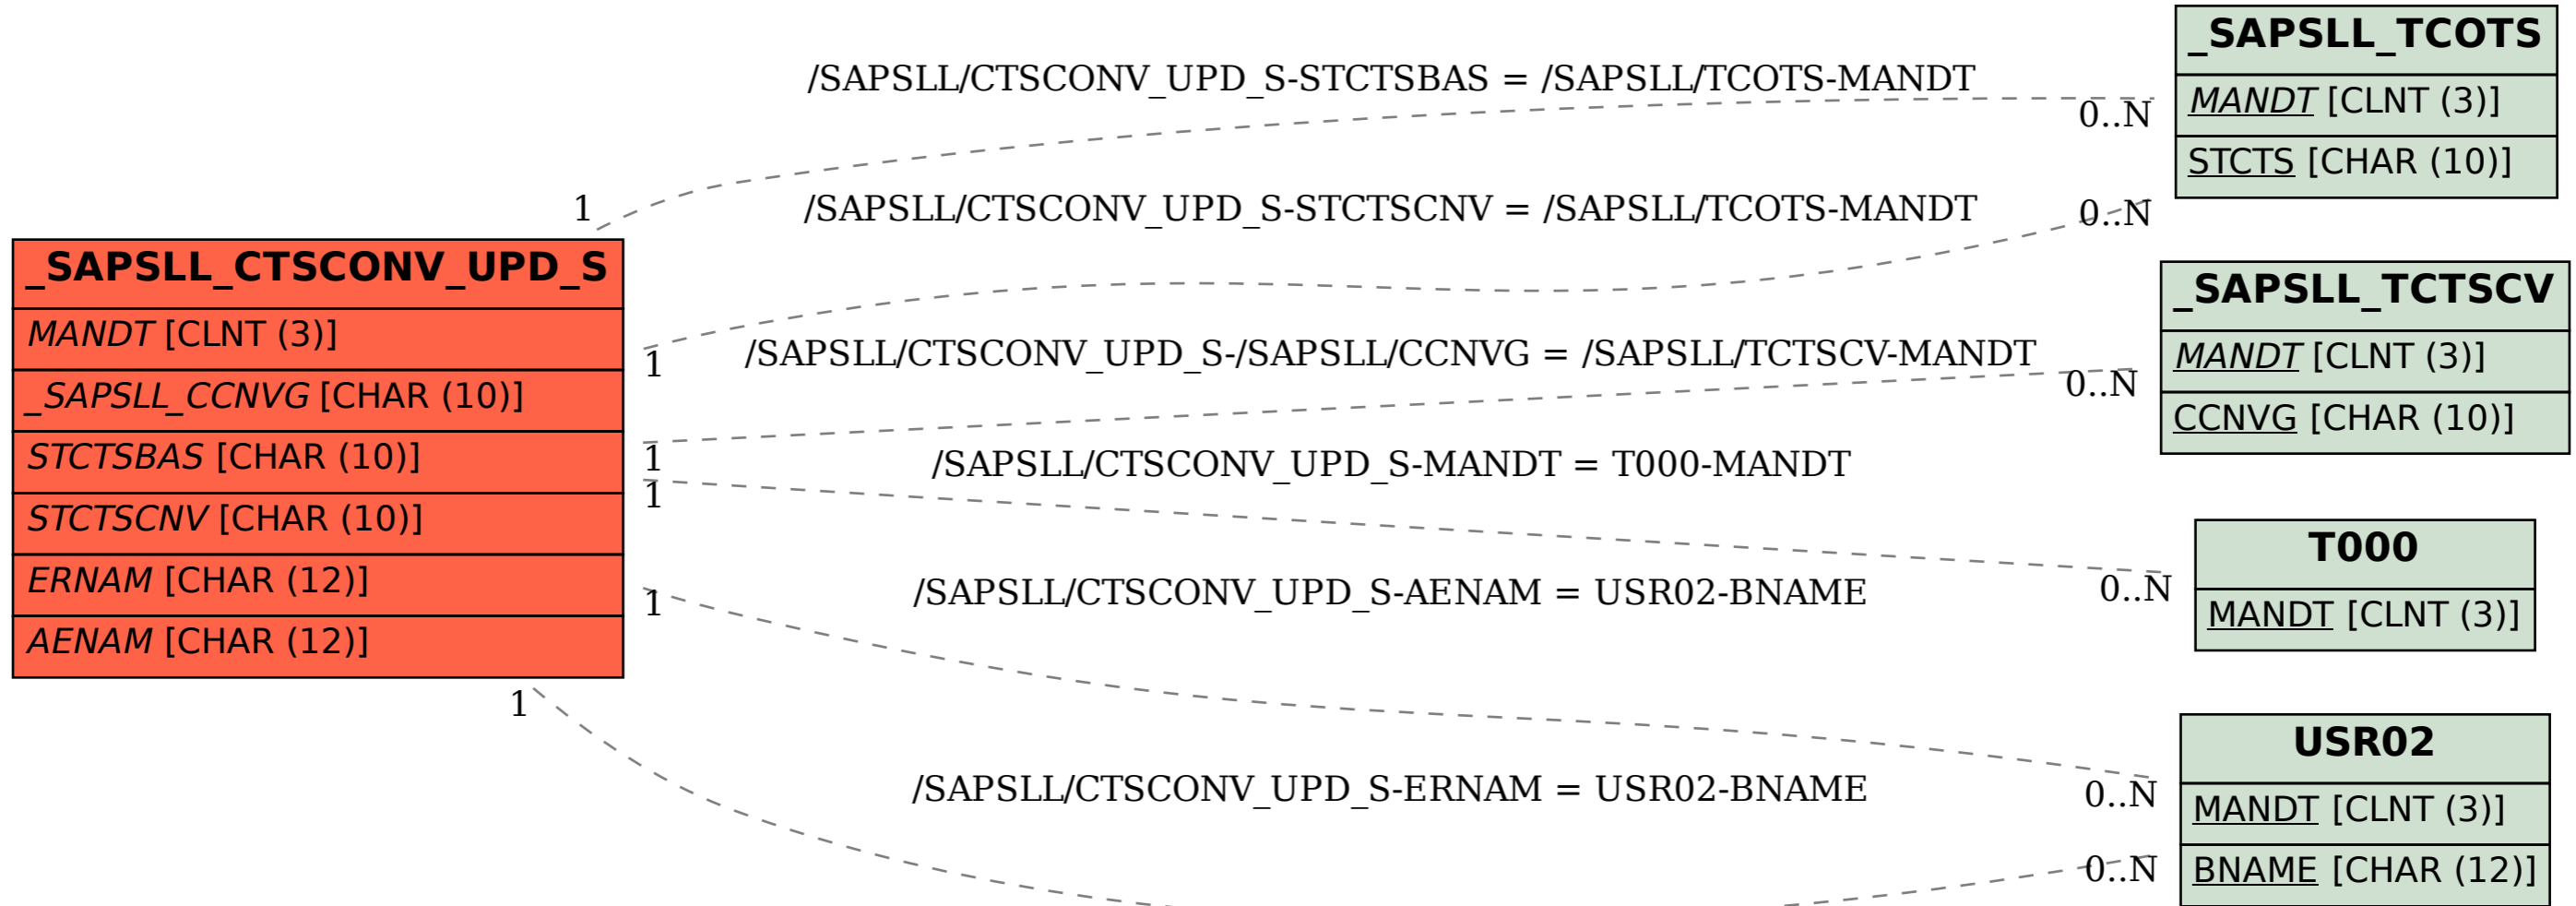 _SAPSLL_TCOTS
MANDT [CLNT (3)]
STCTS [CHAR (10)]
/SAPSLL/CTSCONV_UPD_S-STCTSBAS = /SAPSLL/TCOTS-MANDT
0..N
1
/SAPSLL/CTSCONV_UPD_S-STCTSCNV = /SAPSLL/TCOTS-MANDT
0..N
1
_SAPSLL_CTSCONV_UPD_S
MANDT [CLNT (3)]
_SAPSLL_CCNVG [CHAR (10)]
STCTSBAS [CHAR (10)]
STCTSCNV [CHAR (10)]
ERNAM [CHAR (12)]
AENAM [CHAR (12)]
/SAPSLL/CTSCONV_UPD_S-/SAPSLL/CCNVG = /SAPSLL/TCTSCV-MANDT
0..N
1
_SAPSLL_TCTSCV
MANDT [CLNT (3)]
CCNVG [CHAR (10)]
/SAPSLL/CTSCONV_UPD_S-MANDT = T000-MANDT
0..N
1
T000
MANDT [CLNT (3)]
/SAPSLL/CTSCONV_UPD_S-AENAM = USR02-BNAME
0..N
1
/SAPSLL/CTSCONV_UPD_S-ERNAM = USR02-BNAME
0..N
1
USR02
MANDT [CLNT (3)]
BNAME [CHAR (12)]